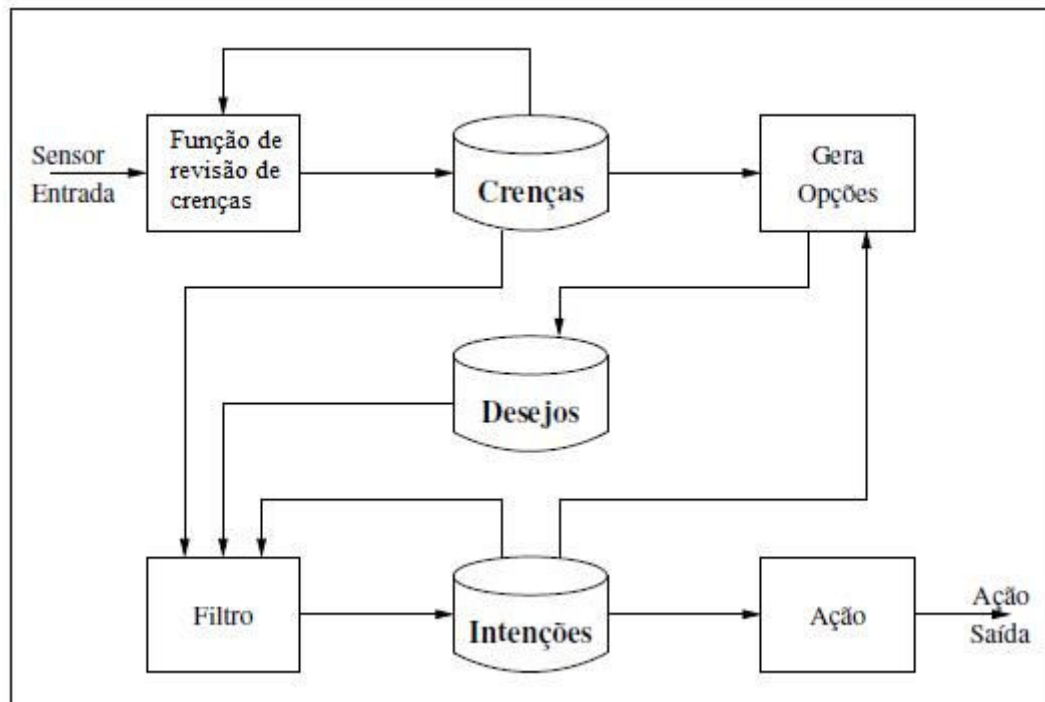 Sensor
Entrada
Função de
revisão de
crenças
Crenças
Gera
Opções
Desejos
Filtro
Intenções
Ação
Ação
Saída